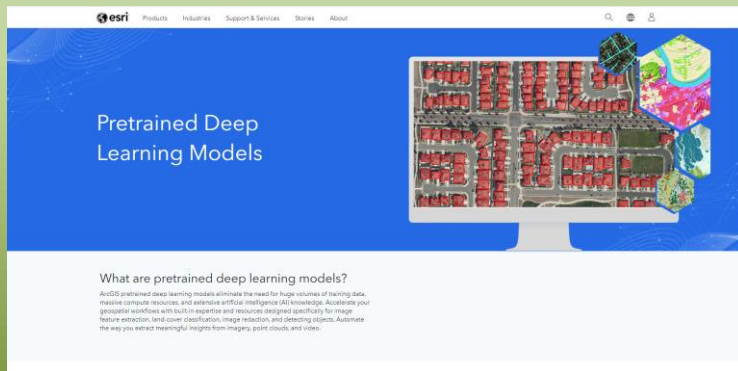 esri
Products Industries Support & Services Stories About
Pretrained Deep
Learning Models
What are pretrained deep learning models?
ArcGIS pretrained deep learning models eliminate the need for huge volumes of training data,
massive compute resources, and extensive artificial intelligence (AI) knowledge. Accelerate your
geospatial workflows with built-in expertise and resources designed specifically for image
feature extraction, land-cover classification, image redaction, and detecting objects. Automate
the way you extract meaningful insights from imagery, point clouds, and video.